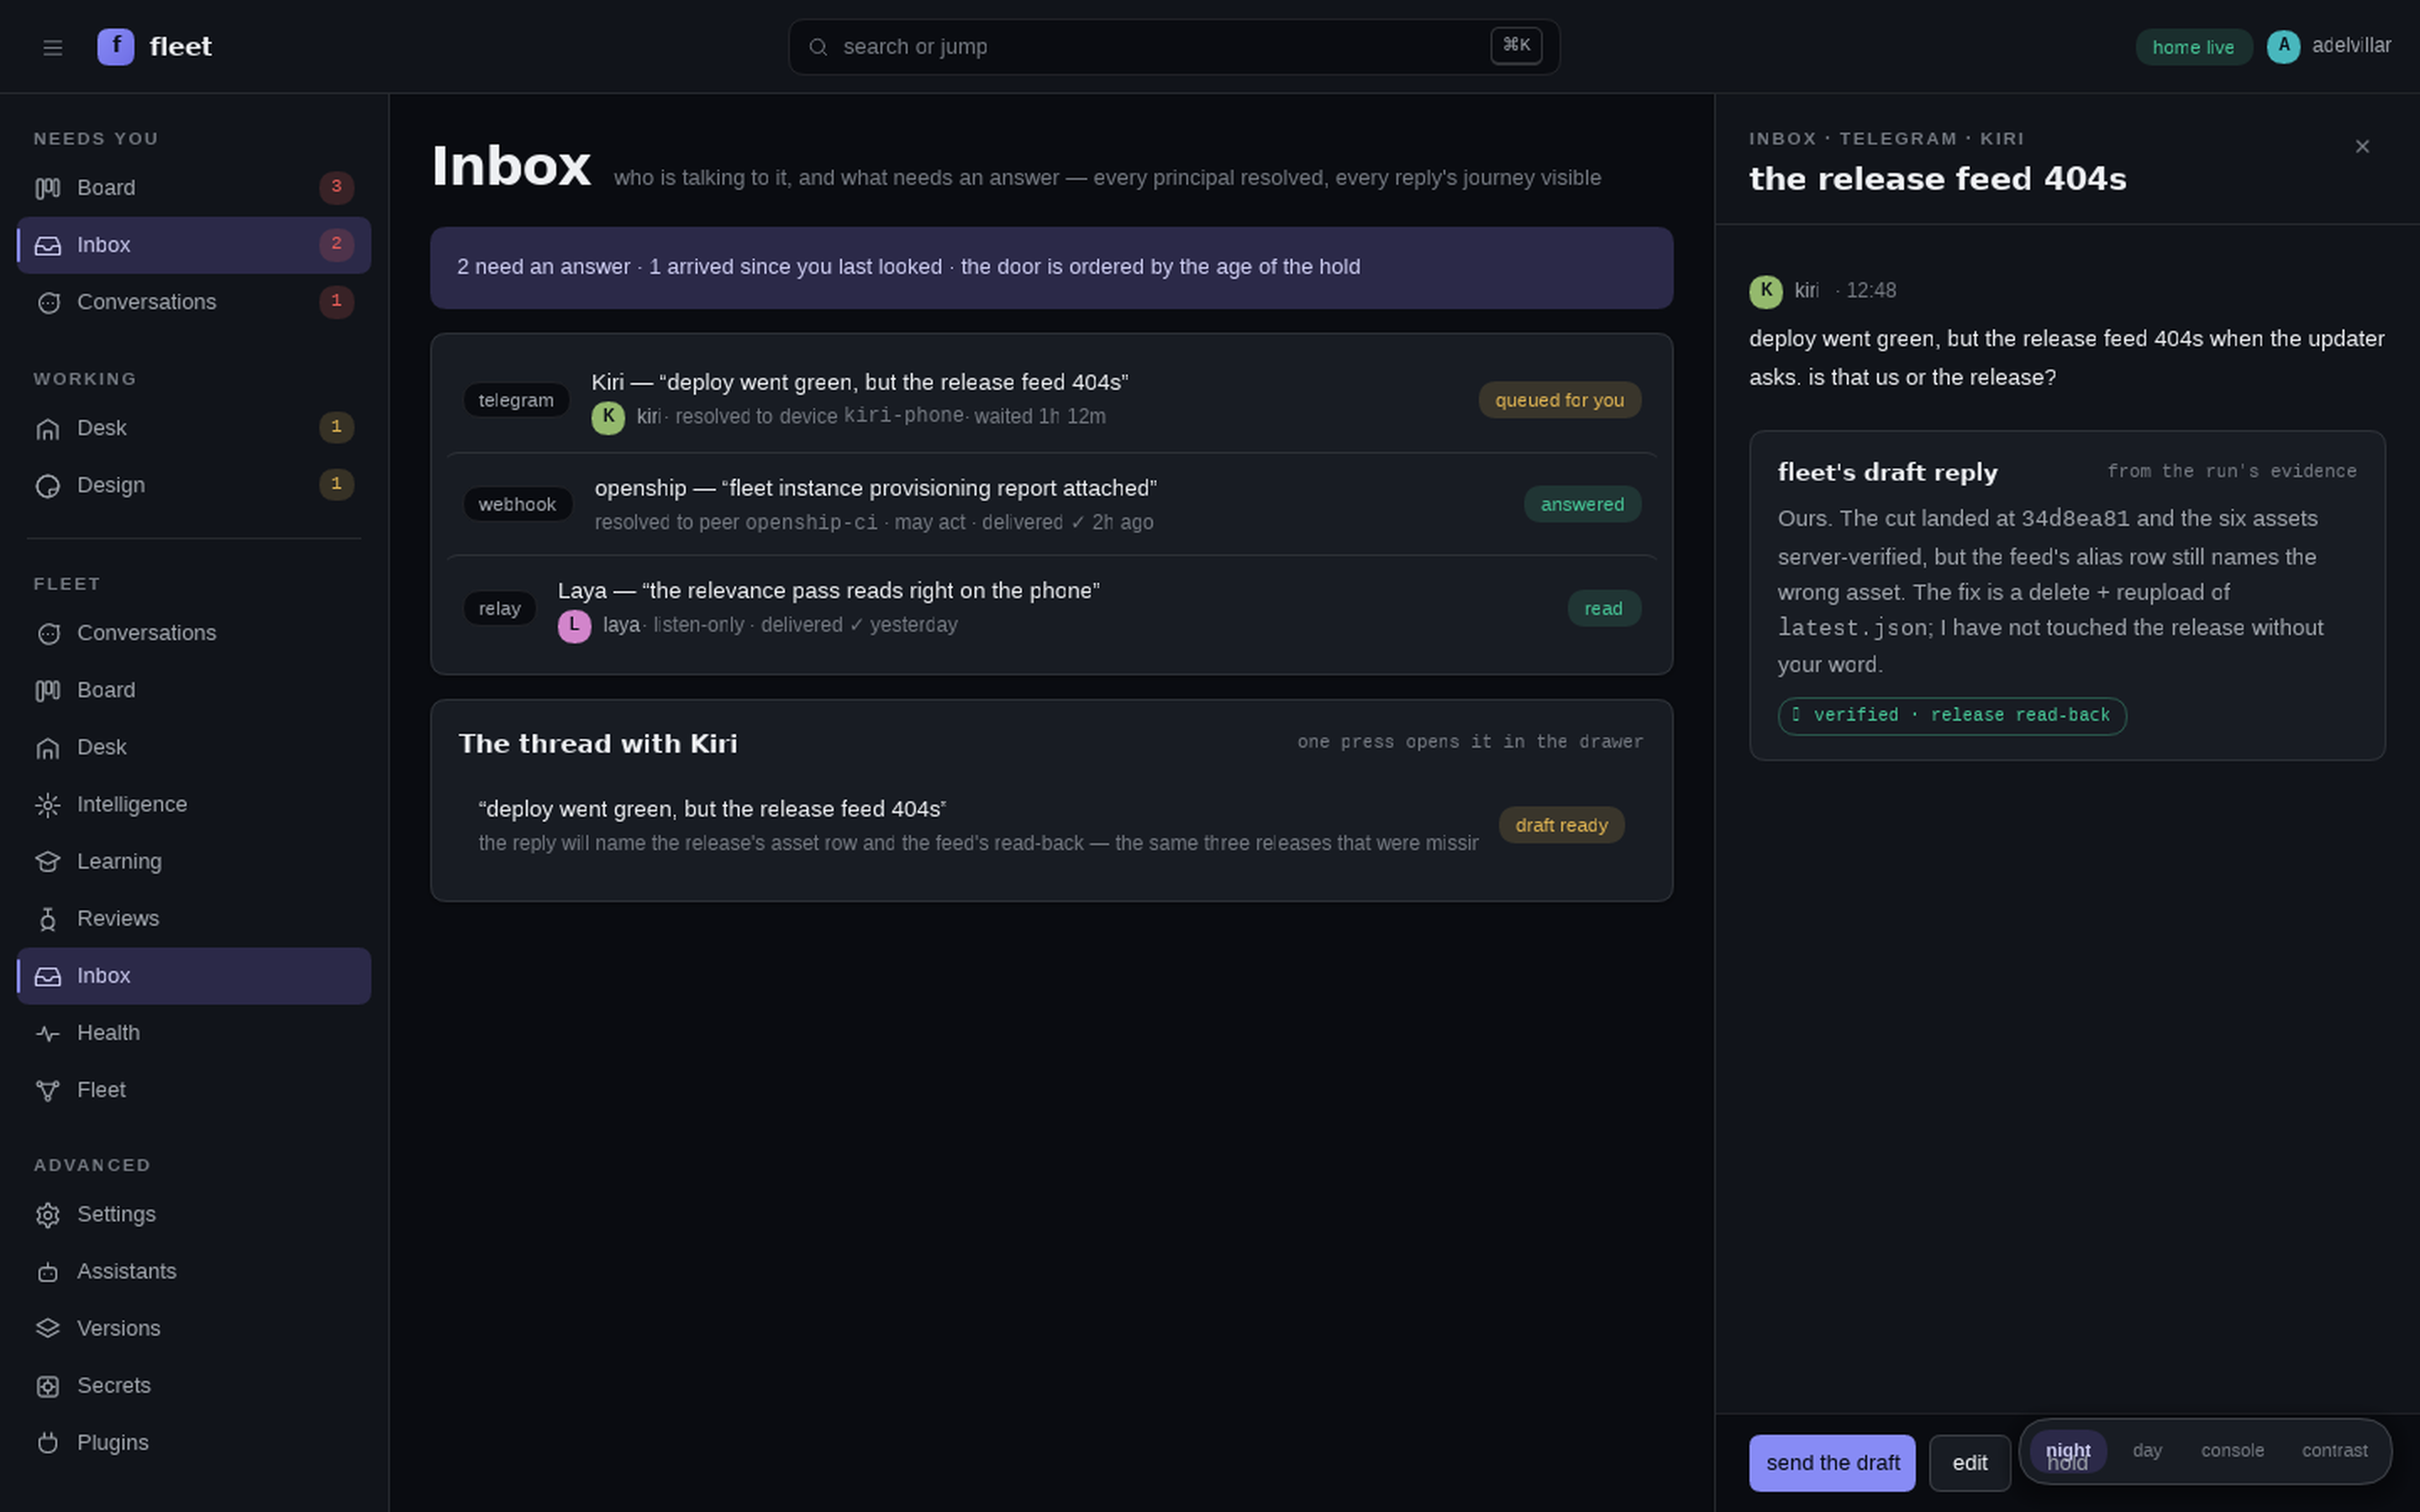 f fleet
search or jump ⌘K
home live A adelvillar
NEEDS YOU
Board 3
Inbox 2
Conversations 1
WORKING
Desk 1
Design 1
FLEET
Conversations
Board
Desk
Intelligence
Learning
Reviews
Inbox
Health
Fleet
ADVANCED
Settings
Assistants
Versions
Secrets
Plugins
Inbox who is talking to it, and what needs an answer — every principal resolved, every reply's journey visible
2 need an answer · 1 arrived since you last looked · the door is ordered by the age of the hold
telegram
Kiri — “deploy went green, but the release feed 404s”
K kiri · resolved to device kiri-phone · waited 1h 12m
queued for you
webhook
openship — “fleet instance provisioning report attached”
resolved to peer openship-ci · may act · delivered ✓ 2h ago
answered
relay
Laya — “the relevance pass reads right on the phone”
L laya · listen-only · delivered ✓ yesterday
read
The thread with Kiri
one press opens it in the drawer
“deploy went green, but the release feed 404s”
the reply will name the release's asset row and the feed's read-back — the same three releases that were missir
draft ready
INBOX · TELEGRAM · KIRI
the release feed 404s
×
K kiri · 12:48
deploy went green, but the release feed 404s when the updater
asks. is that us or the release?
fleet's draft reply
from the run's evidence
Ours. The cut landed at 34d8ea81 and the six assets
server-verified, but the feed's alias row still names the
wrong asset. The fix is a delete + reupload of
latest.json; I have not touched the release without
your word.
verified · release read-back
send the draft
edit
hold
night day console contrast